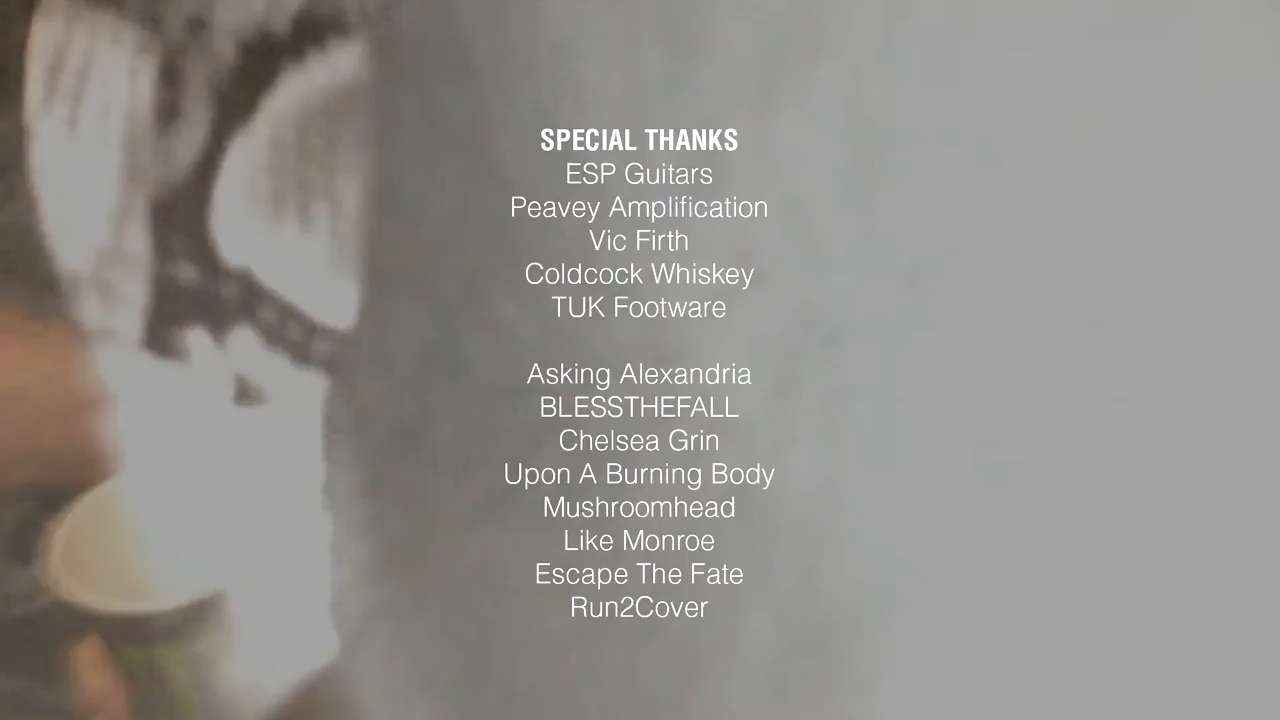 SPECIAL THANKS
ESP Guitars
Peavey Amplification
Vic Firth
Coldcock Whiskey
TUK Footware
Asking Alexandria
BLESSTHEFALL
Chelsea Grin
Upon A Burning Body
Mushroomhead
Like Monroe
Escape The Fate
Run2Cover